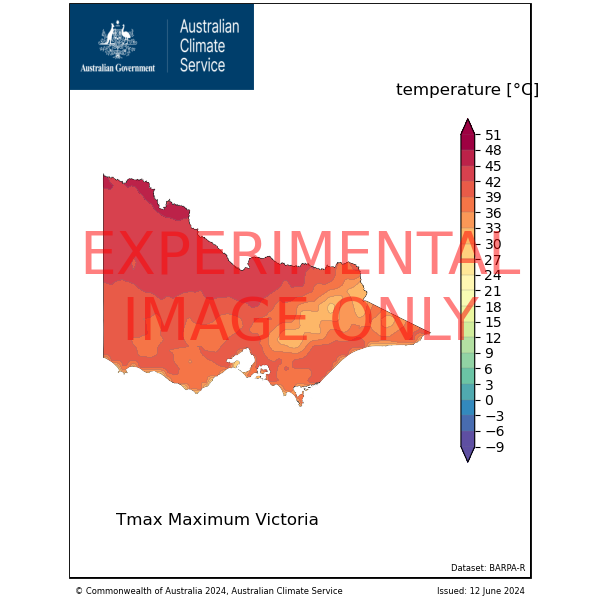 Australian
Climate
Service
Australian Government
temperature [°C]
51
48
45
42
39
36
33
30
27
24
21
18
15
12
9
6
3
0
−3
−6
−9
EXPERIMENTAL
IMAGE ONLY
Tmax Maximum Victoria
Dataset: BARPA-R
© Commonwealth of Australia 2024, Australian Climate Service
Issued: 12 June 2024